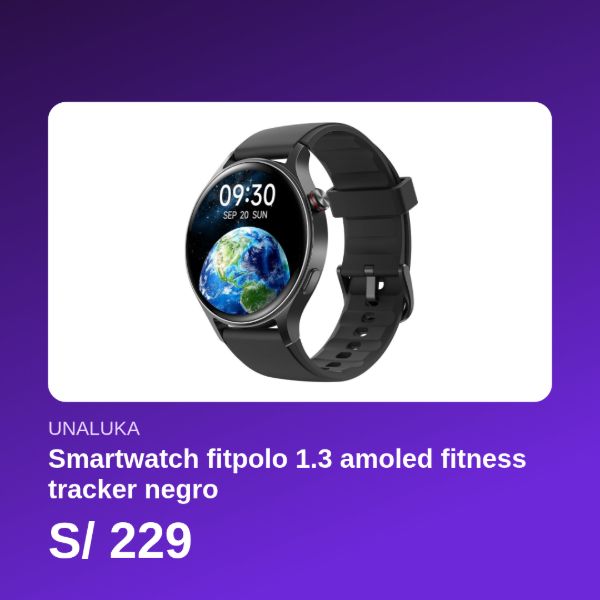 09:30
SEP 20 SUN
UNALUKA
Smartwatch fitpolo 1.3 amoled fitness
tracker negro
S/ 229